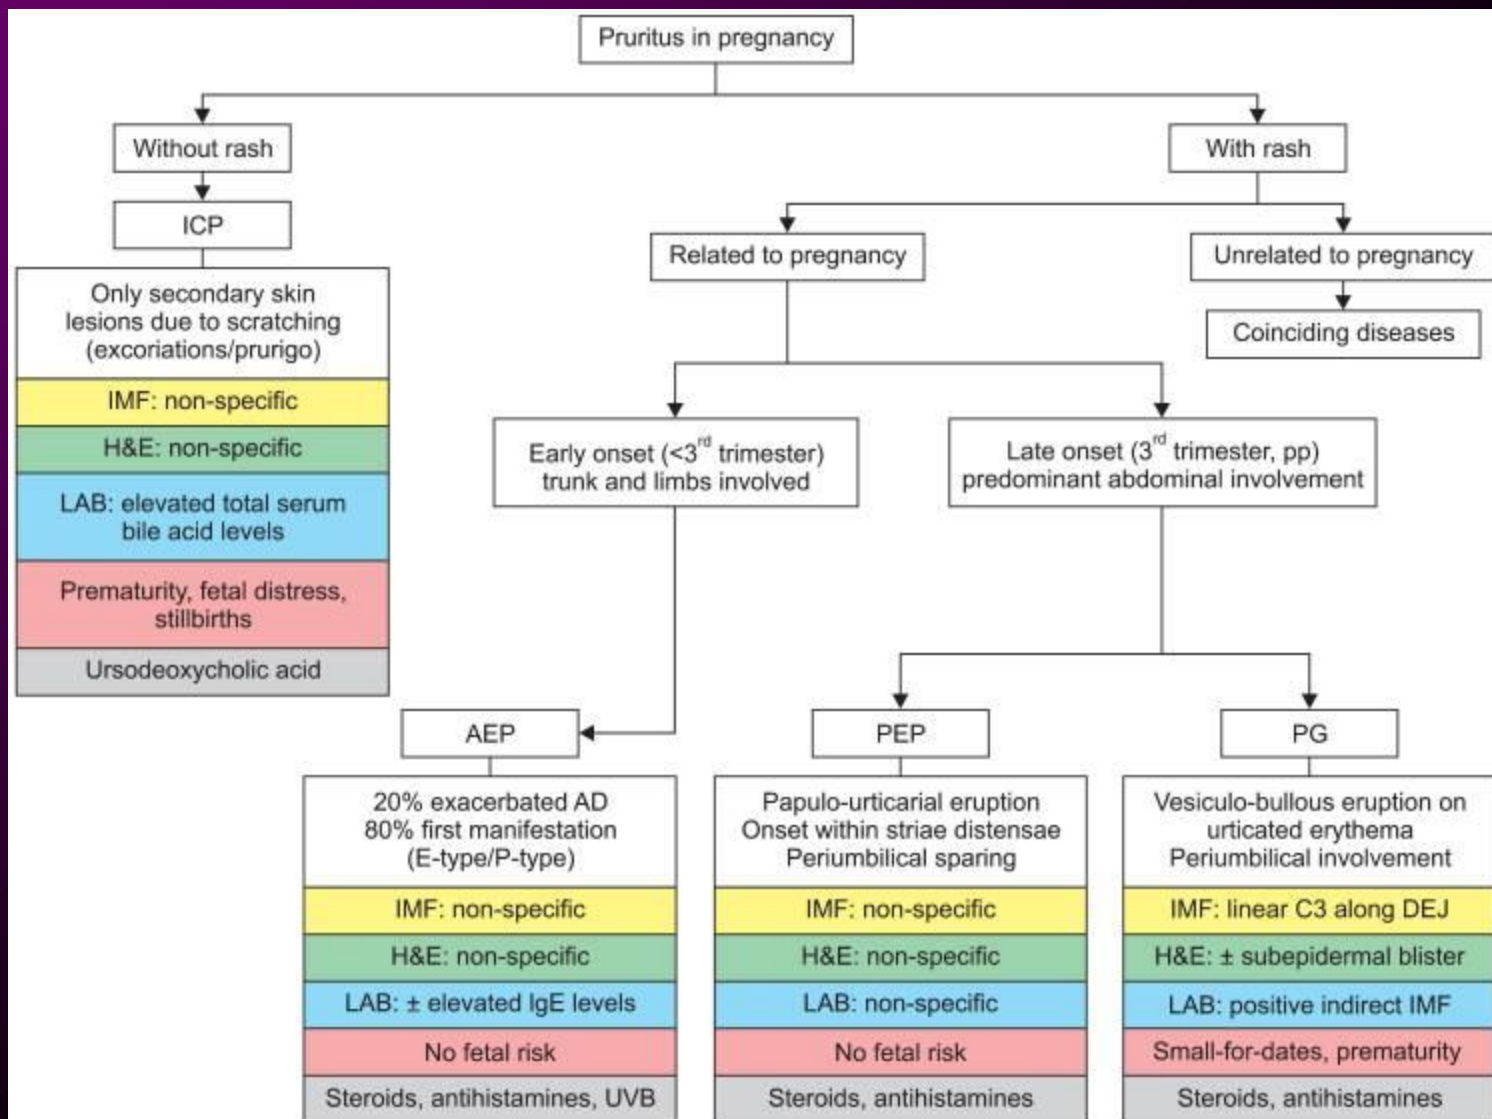 Pruritus in pregnancy
Without rash
With rash
ICP
Related to pregnancy
Unrelated to pregnancy
Only secondary skin
lesions due to scratching
(excoriations/prurigo)
Coinciding diseases
IMF: non-specific
H&E: non-specific
LAB: elevated total serum
bile acid levels
Prematurity, fetal distress,
stillbirths
Ursodeoxycholic acid
Early onset (<3rd trimester)
trunk and limbs involved
Late onset (3rd trimester, pp)
predominant abdominal involvement
AEP
20% exacerbated AD
80% first manifestation
(E-type/P-type)
IMF: non-specific
H&E: non-specific
LAB: ± elevated IgE levels
No fetal risk
Steroids, antihistamines, UVB
PEP
Papulo-urticarial eruption
Onset within striae distensae
Periumbilical sparing
IMF: non-specific
H&E: non-specific
LAB: non-specific
No fetal risk
Steroids, antihistamines
PG
Vesiculo-bullous eruption on
urticated erythema
Periumbilical involvement
IMF: linear C3 along DEJ
H&E: ± subepidermal blister
LAB: positive indirect IMF
Small-for-dates, prematurity
Steroids, antihistamines